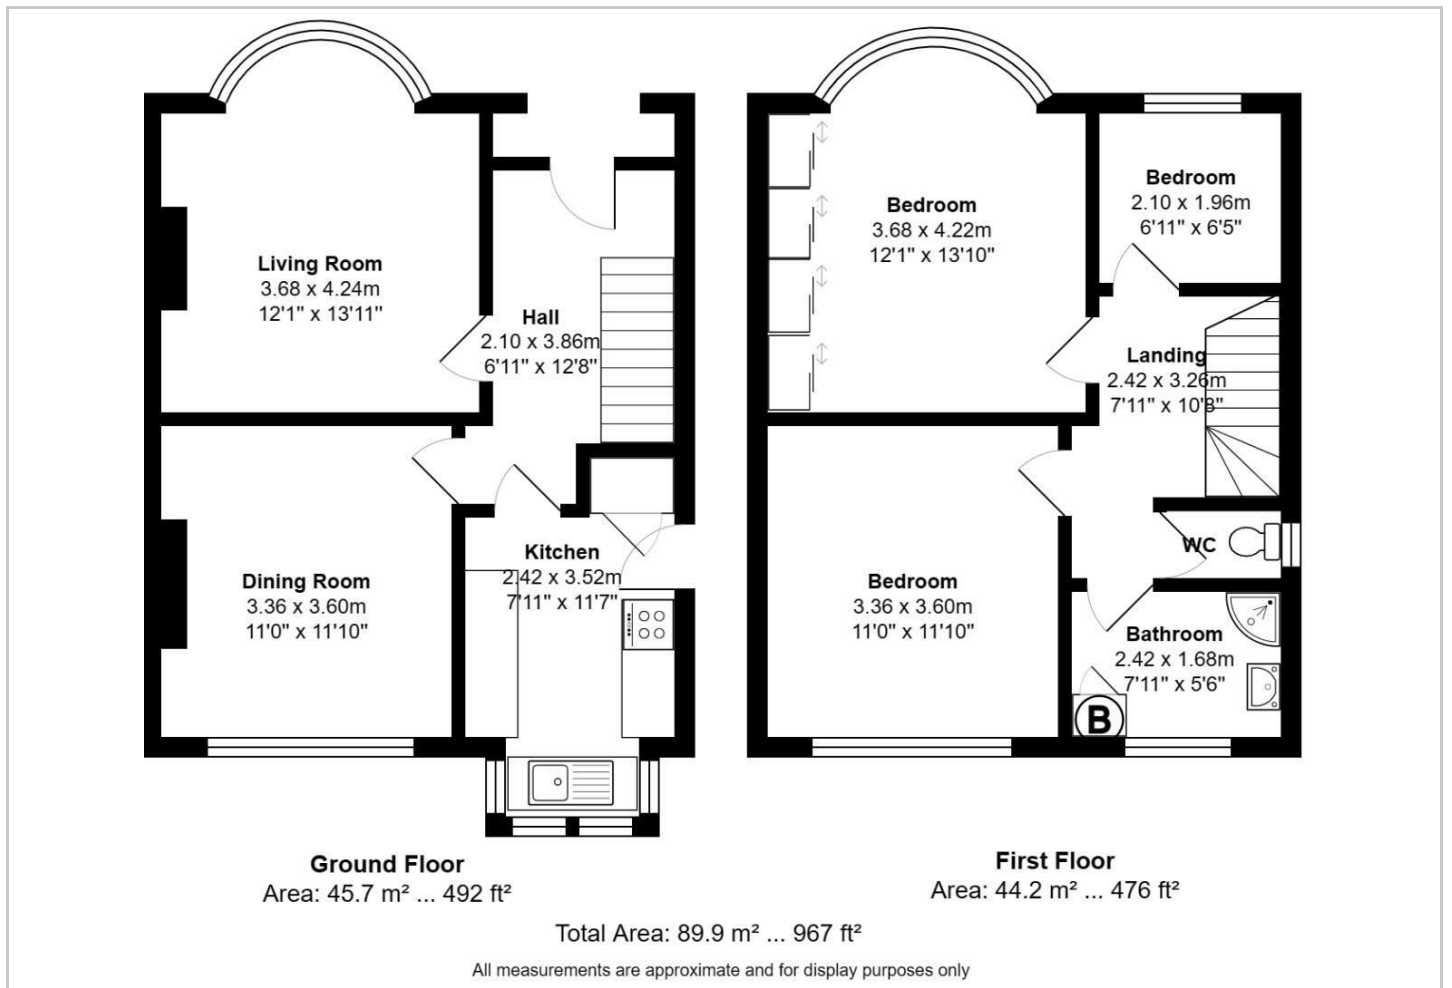 Living Room
3.68 x 4.24m
12'1" x 13'11"
Hall
2.10 x 3.86m
6'11" x 12'8"
Dining Room
3.36 x 3.60m
11'0" x 11'10"
Kitchen
2.42 x 3.52m
7'11" x 11'7"
Ground Floor
Area: 45.7 m² ... 492 ft²
Bedroom
3.68 x 4.22m
12'1" x 13'10"
Bedroom
2.10 x 1.96m
6'11" x 6'5"
Landing
2.42 x 3.26m
7'11" x 10'8"
WC
Bedroom
3.36 x 3.60m
11'0" x 11'10"
Bathroom
2.42 x 1.68m
7'11" x 5'6"
B
First Floor
Area: 44.2 m² ... 476 ft²
Total Area: 89.9 m² ... 967 ft²
All measurements are approximate and for display purposes only